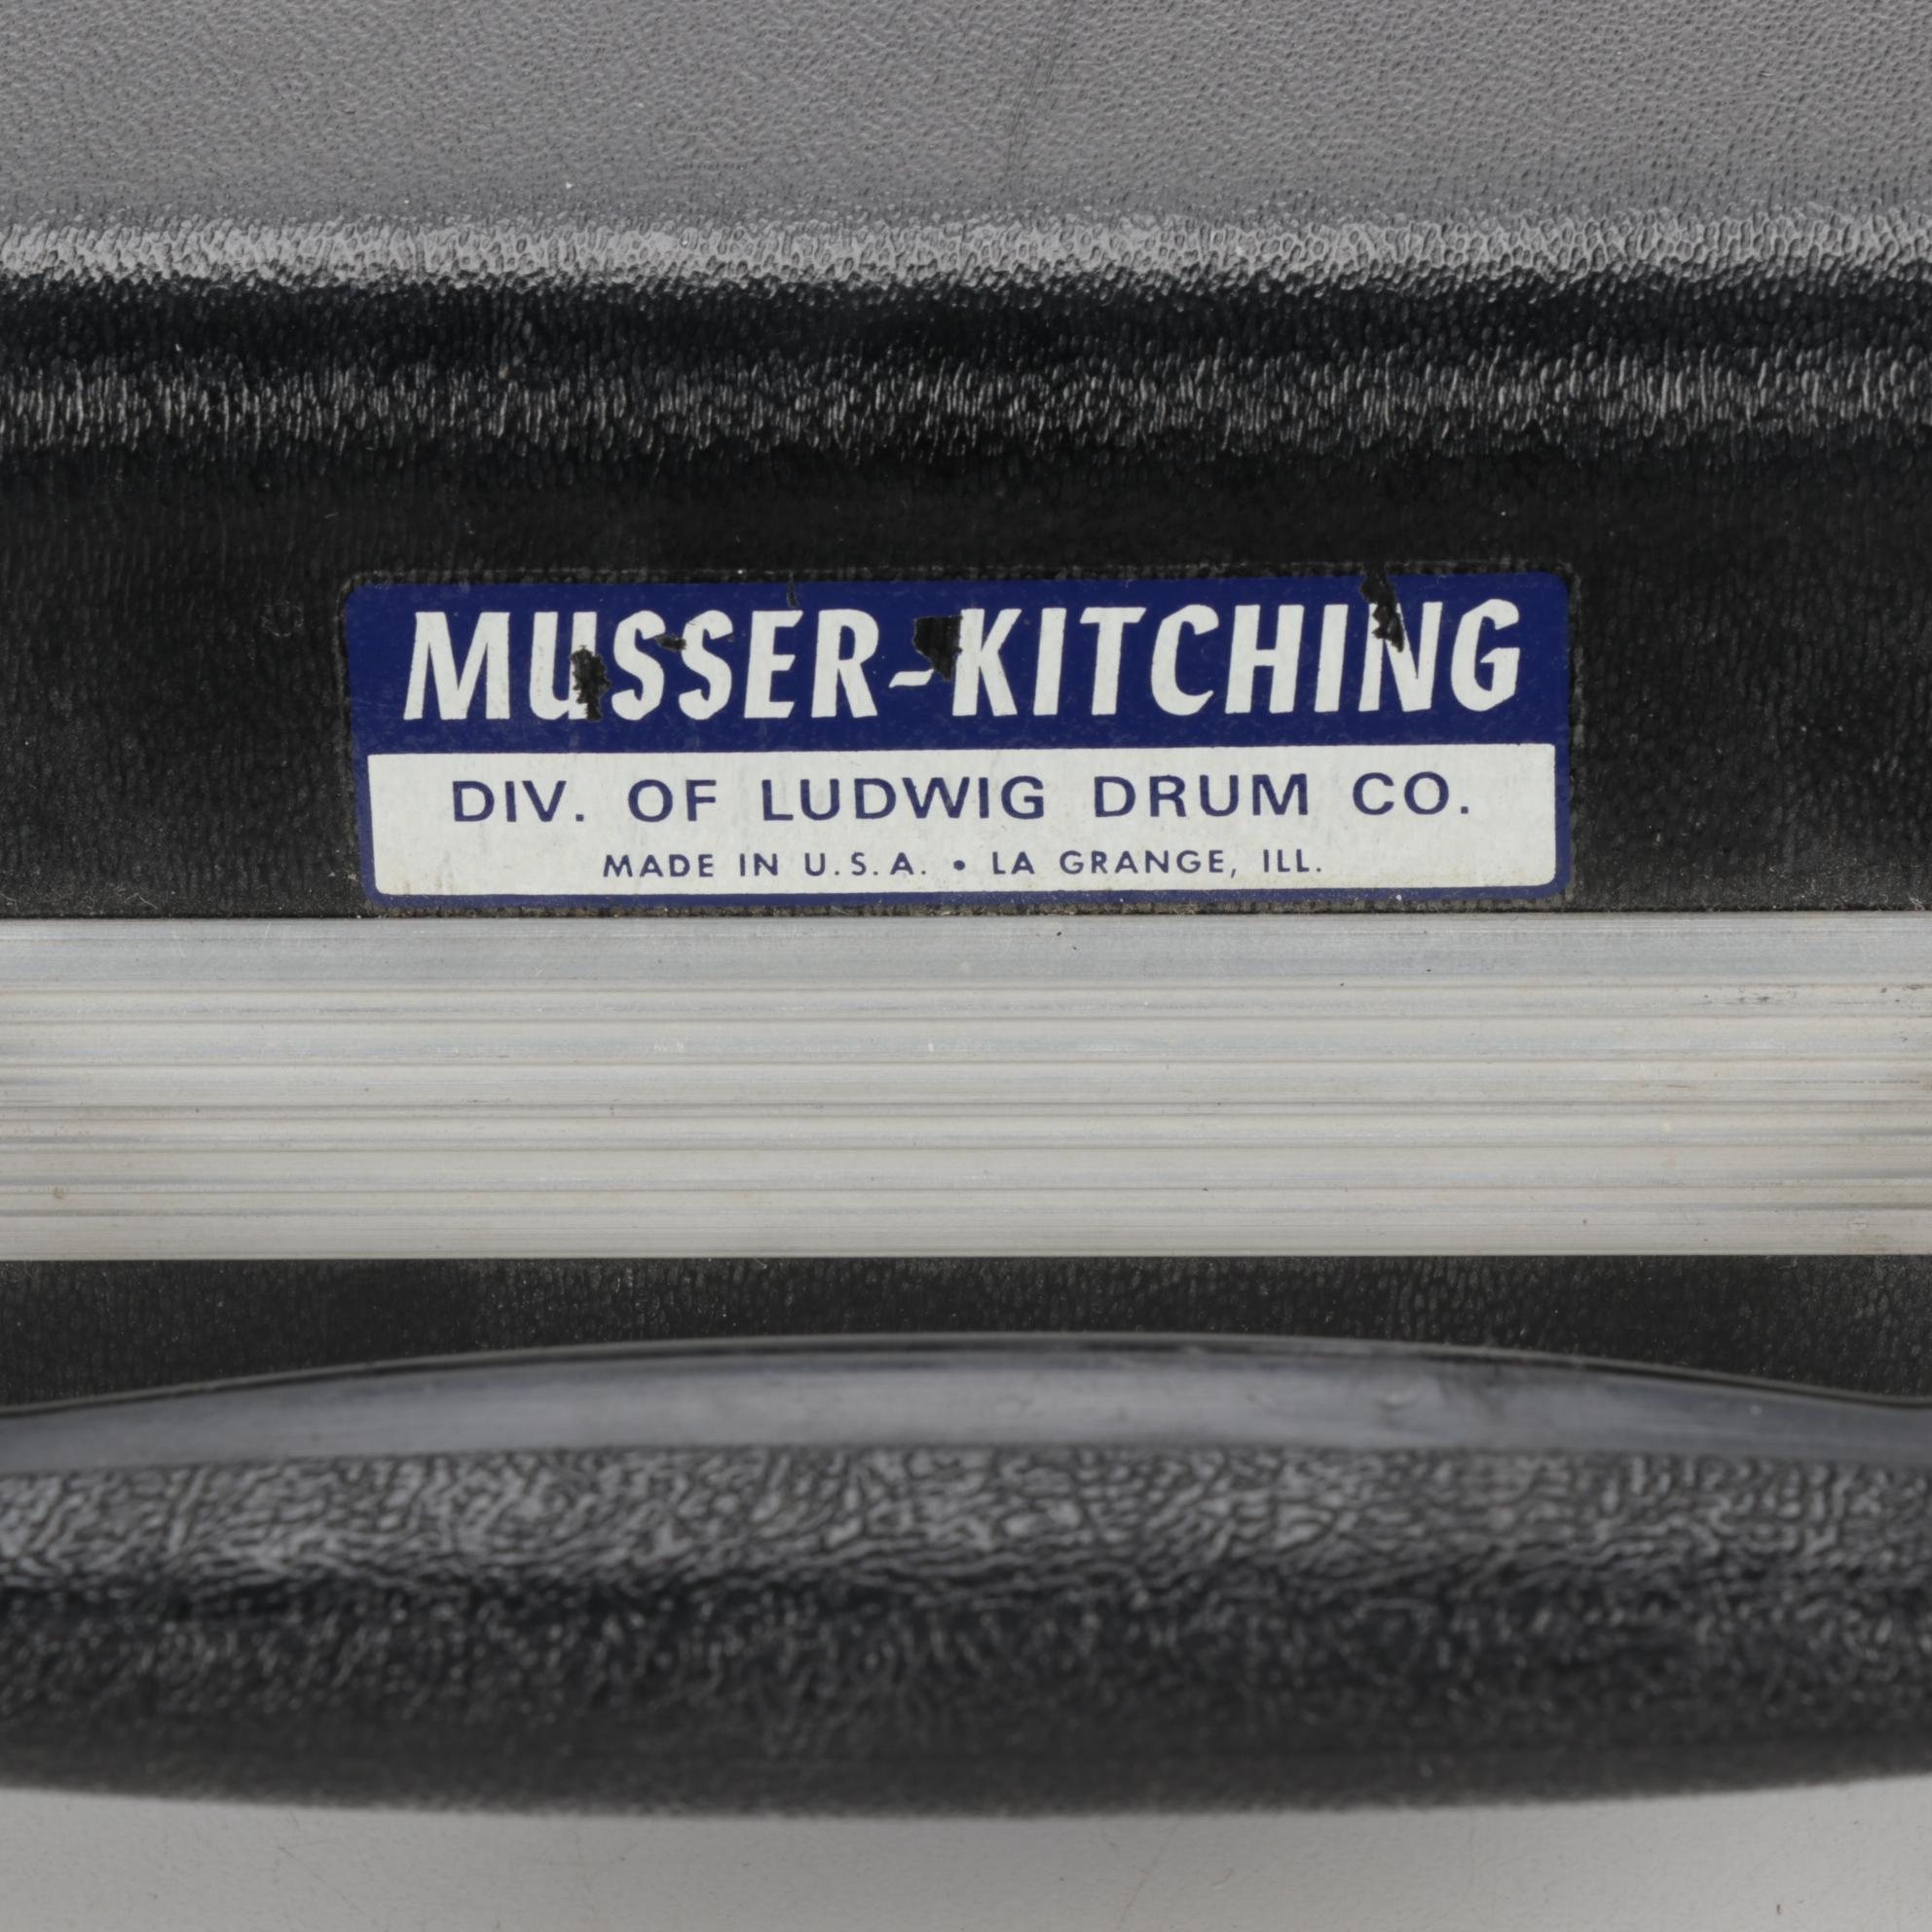 MUSSER-KITCHING
DIV. OF LUDWIG DRUM CO.
MADE IN U.S.A. • LA GRANGE, ILL.